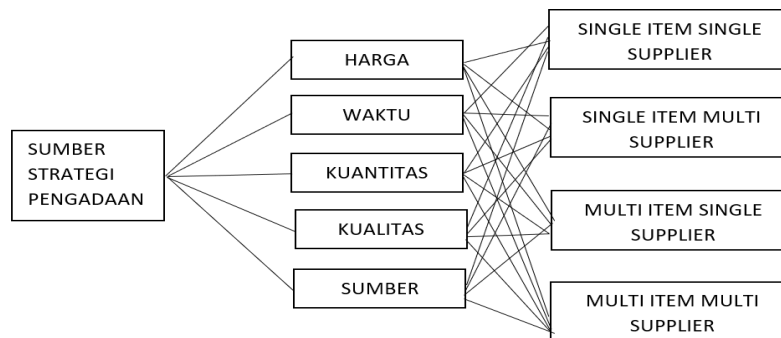 SUMBER
STRATEGI
PENGADAAN
HARGA
WAKTU
KUANTITAS
KUALITAS
SUMBER
SINGLE ITEM SINGLE
SUPPLIER
SINGLE ITEM MULTI
SUPPLIER
MULTI ITEM SINGLE
SUPPLIER
MULTI ITEM MULTI
SUPPLIER